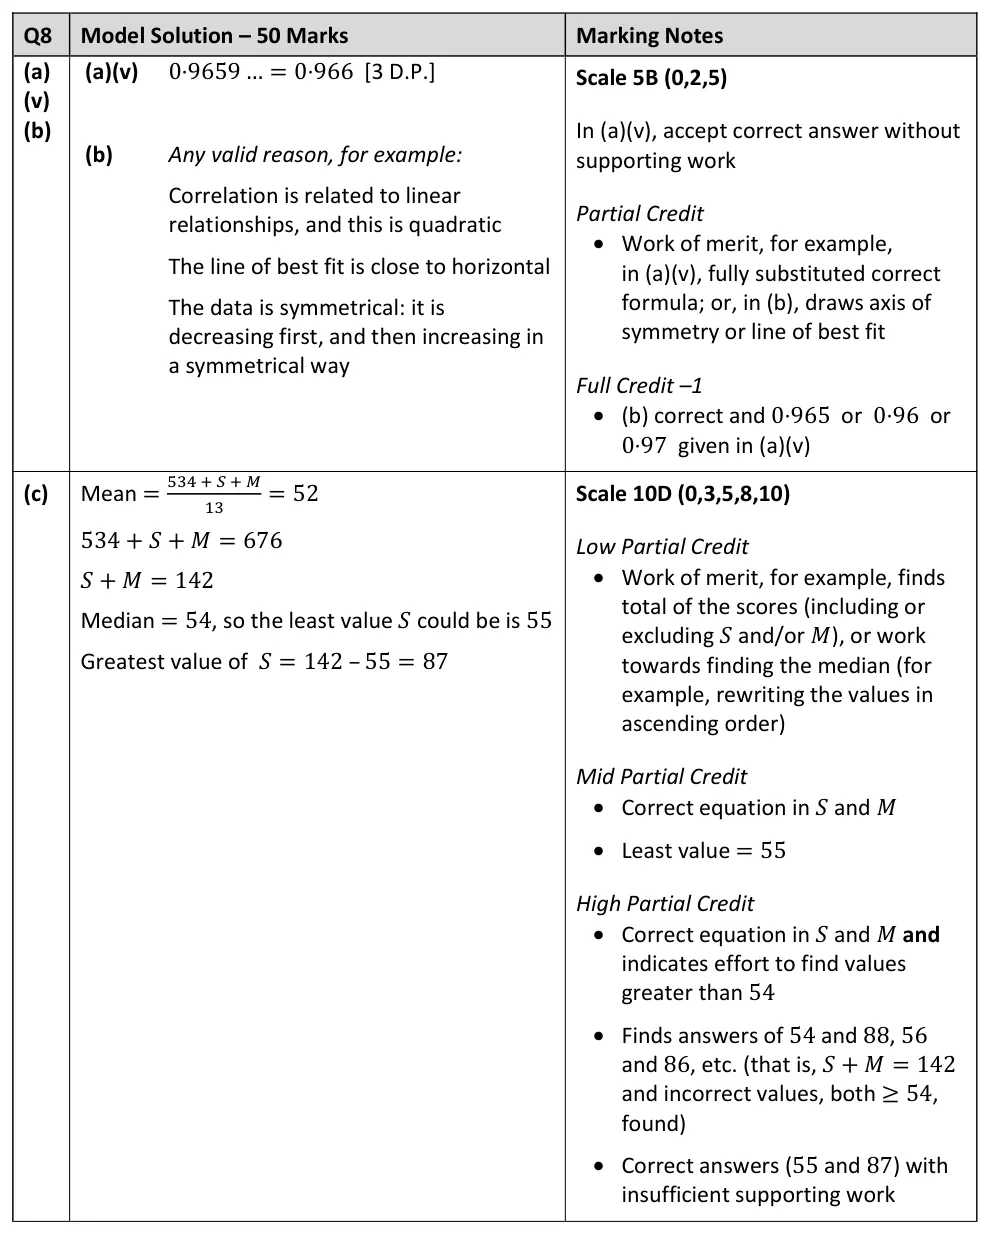 Q8 Model Solution – 50 Marks Marking Notes
(a)
(v)
(b)
(a)(v) 0·9659 ... = 0·966 [3 D.P.]
(b) Any valid reason, for example:
Correlation is related to linear
relationships, and this is quadratic
The line of best fit is close to horizontal
The data is symmetrical: it is
decreasing first, and then increasing in
a symmetrical way
Scale 5B (0,2,5)
In (a)(v), accept correct answer without
supporting work
Partial Credit
• Work of merit, for example,
in (a)(v), fully substituted correct
formula; or, in (b), draws axis of
symmetry or line of best fit
Full Credit –1
• (b) correct and 0·965 or 0·96 or
0·97 given in (a)(v)
(c)
Mean = (534 + S + M)/13 = 52
534 + S + M = 676
S + M = 142
Median = 54, so the least value S could be is 55
Greatest value of S = 142 – 55 = 87
Scale 10D (0,3,5,8,10)
Low Partial Credit
• Work of merit, for example, finds
total of the scores (including or
excluding S and/or M), or work
towards finding the median (for
example, rewriting the values in
ascending order)
Mid Partial Credit
• Correct equation in S and M
• Least value = 55
High Partial Credit
• Correct equation in S and M and
indicates effort to find values
greater than 54
• Finds answers of 54 and 88, 56
and 86, etc. (that is, S + M = 142
and incorrect values, both ≥ 54,
found)
• Correct answers (55 and 87) with
insufficient supporting work